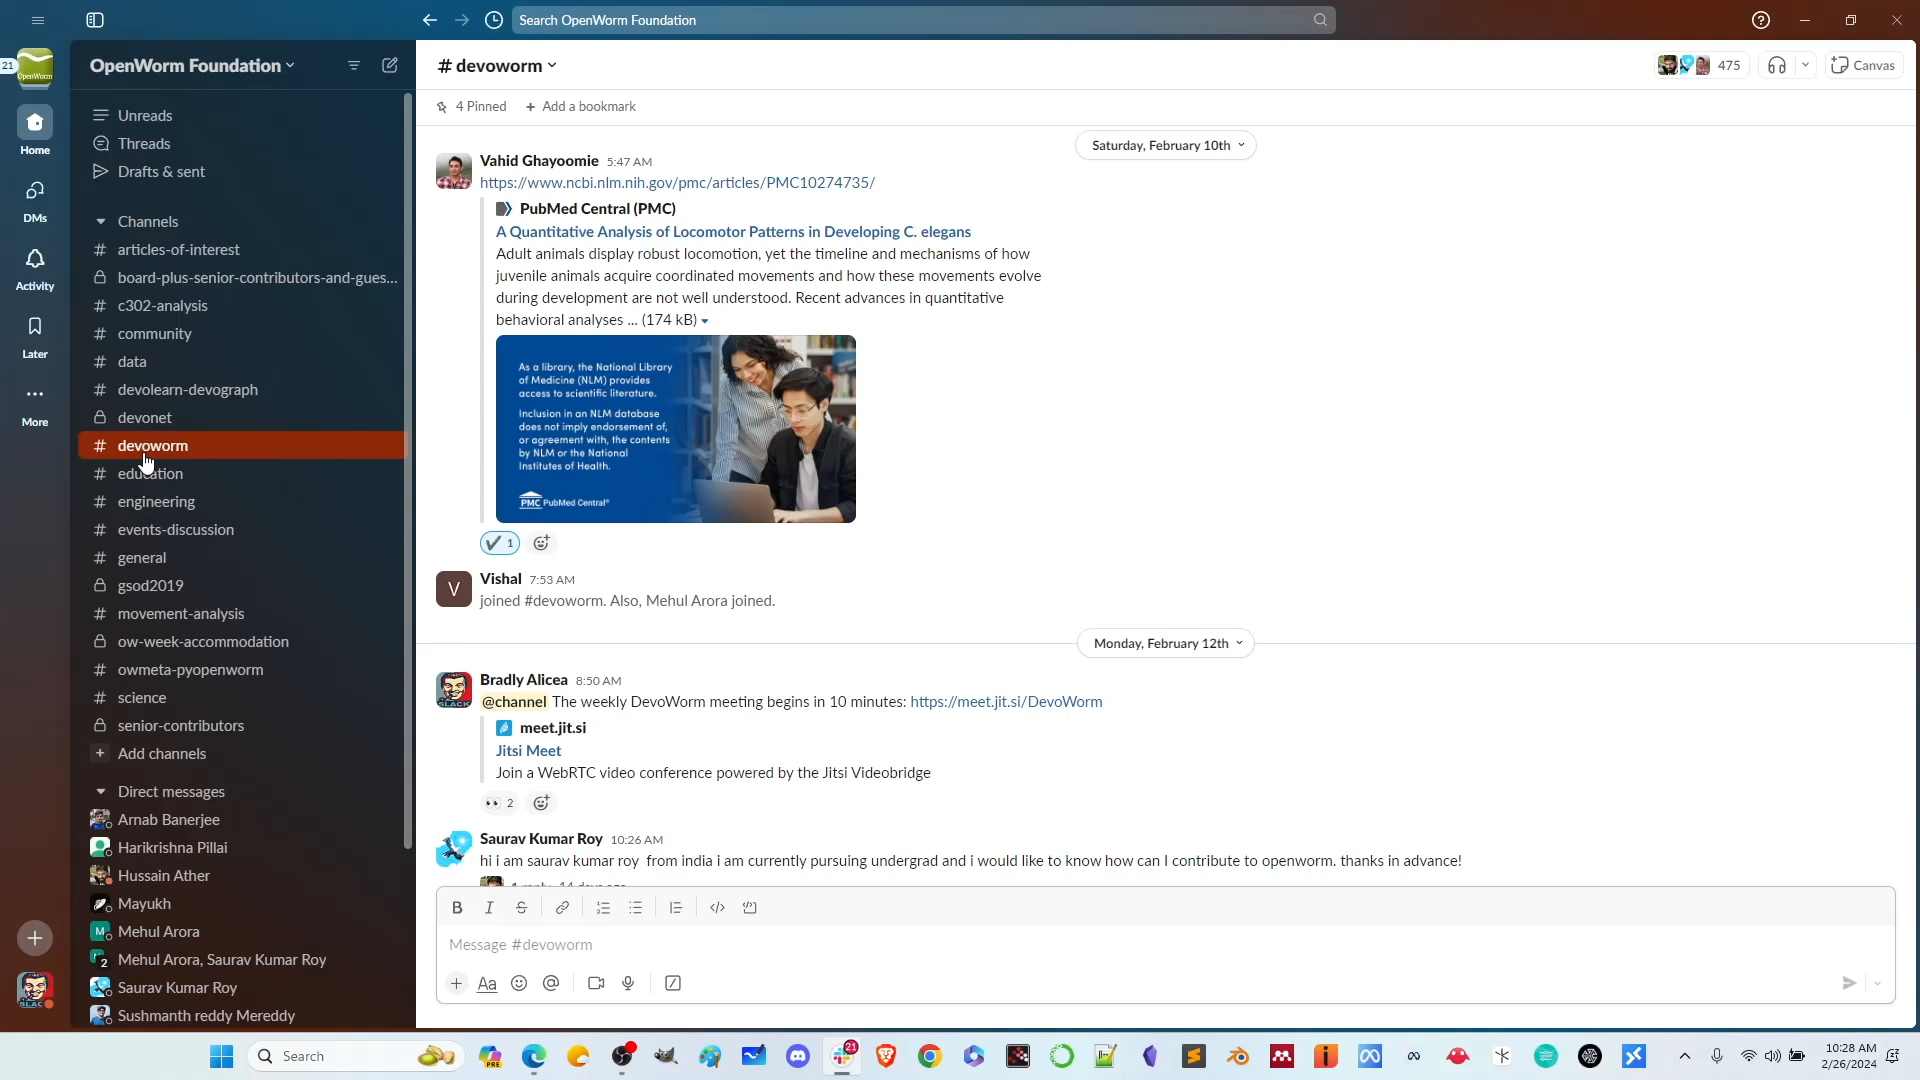 Search OpenWorm Foundation
21
OpenWorm
OpenWorm Foundation
# devoworm
475
Canvas
4 Pinned
Add a bookmark
Home
DMs
Activity
Later
More
Unreads
Threads
Drafts & sent
Channels
# articles-of-interest
board-plus-senior-contributors-and-gues...
# c302-analysis
# community
# data
# devolearn-devograph
devonet
# devoworm
# education
# engineering
# events-discussion
# general
gsod2019
# movement-analysis
ow-week-accommodation
# owmeta-pyopenworm
# science
senior-contributors
+ Add channels
Direct messages
Arnab Banerjee
Harikrishna Pillai
Hussain Ather
Mayukh
M Mehul Arora
2 Mehul Arora, Saurav Kumar Roy
Saurav Kumar Roy
Sushmanth reddy Mereddy
Saturday, February 10th
Vahid Ghayoomie 5:47 AM
https://www.ncbi.nlm.nih.gov/pmc/articles/PMC10274735/
PubMed Central (PMC)
A Quantitative Analysis of Locomotor Patterns in Developing C. elegans
Adult animals display robust locomotion, yet the timeline and mechanisms of how
juvenile animals acquire coordinated movements and how these movements evolve
during development are not well understood. Recent advances in quantitative
behavioral analyses ... (174 kB)
As a library, the National Library
of Medicine (NLM) provides
access to scientific literature.
Inclusion in an NLM database
does not imply endorsement of,
or agreement with, the contents
by NLM or the National
Institutes of Health.
PMC PubMed Central®
1
V
Vishal 7:53 AM
joined #devoworm. Also, Mehul Arora joined.
Monday, February 12th
SLACK
Bradly Alicea 8:50 AM
@channel The weekly DevoWorm meeting begins in 10 minutes: https://meet.jit.si/DevoWorm
meet.jit.si
Jitsi Meet
Join a WebRTC video conference powered by the Jitsi Videobridge
2
Saurav Kumar Roy 10:26 AM
hi i am saurav kumar roy from india i am currently pursuing undergrad and i would like to know how can I contribute to openworm. thanks in advance!
1 reply 14 days ago
B I S
Message #devoworm
Aa
Search
PRE
21
10:28 AM
2/26/2024